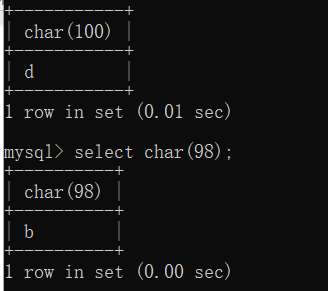 +-----------+
| char(100) |
+-----------+
| d         |
+-----------+
1 row in set (0.01 sec)

mysql> select char(98);
+----------+
| char(98) |
+----------+
| b        |
+----------+
1 row in set (0.00 sec)